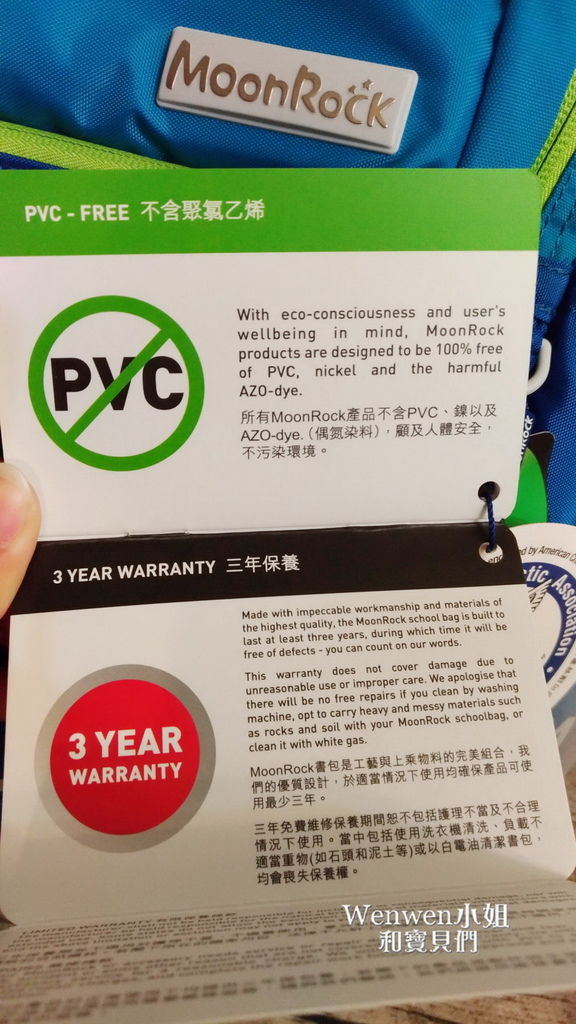 MoonRock
PVC - FREE 不含聚氯乙烯
PVC
With eco-consciousness and user's
wellbeing in mind, MoonRock
products are designed to be 100% free
of PVC, nickel and the harmful
AZO-dye.
所有MoonRock產品不含PVC、鎳以及
AZO-dye.（偶氮染料），顧及人體安全，
不污染環境。
3 YEAR WARRANTY 三年保養
Made with impeccable workmanship and materials of
the highest quality, the MoonRock school bag is built to
last at least three years, during which time it will be
free of defects - you can count on our words.
This warranty does not cover damage due to
unreasonable use or improper care. We apologise that
there will be no free repairs if you clean by washing
machine, opt to carry heavy and messy materials such
as rocks and soil with your MoonRock schoolbag, or
clean it with white gas.
3 YEAR
WARRANTY
MoonRock書包是工藝與上乘物料的完美組合，我
們的優質設計，於適當情況下使用均確保產品可使
用最少三年。
三年免費維修保養期間恕不包括護理不當及不合理
情況下使用。當中包括使用洗衣機清洗、負載不
適當重物(如石頭和泥土等)或以白電油清潔書包，
均會喪失保養權。
by American
Association
LIMITED WARRANTY
Wenwen小姐
和寶貝們